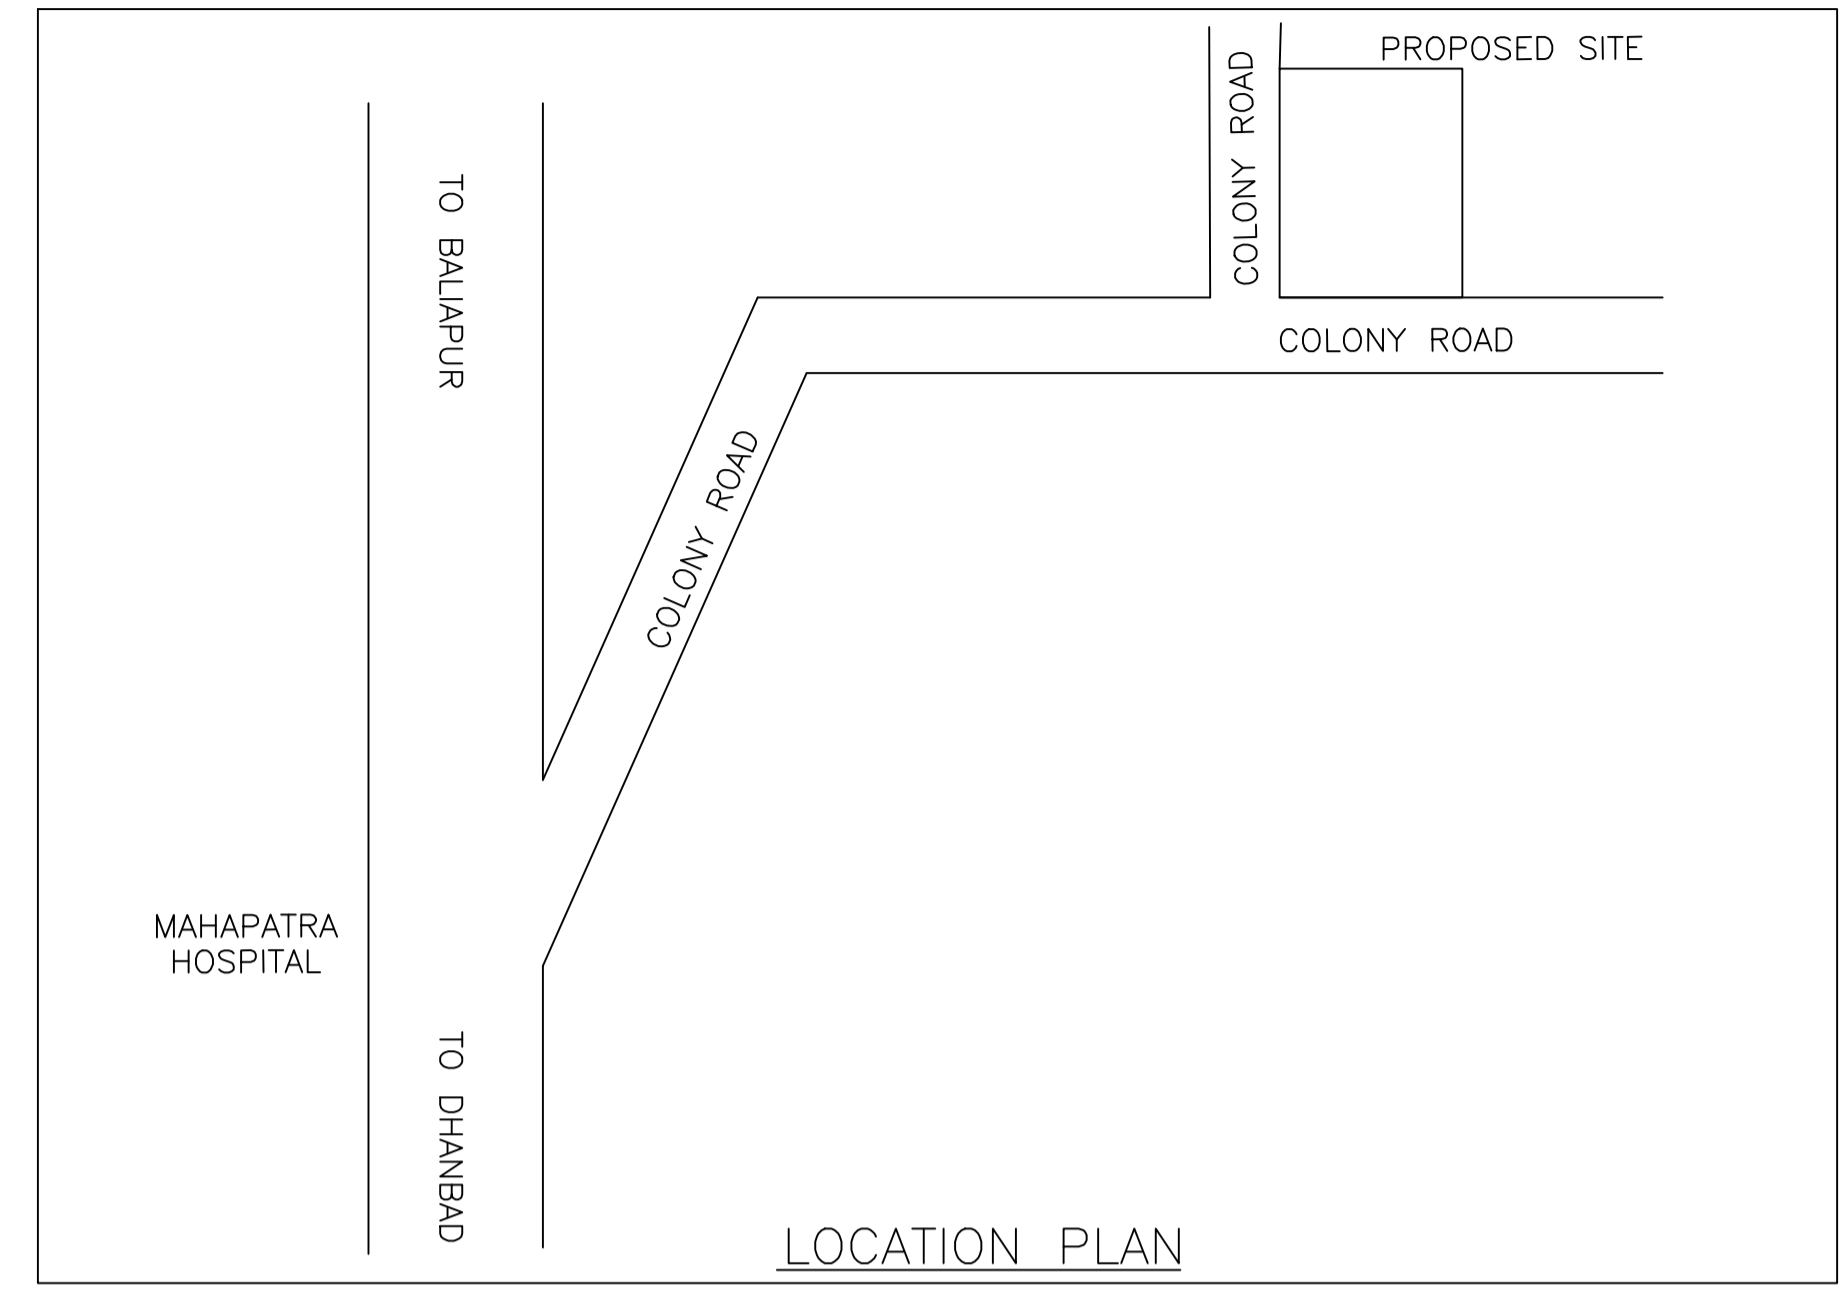 PROPOSED SITE
COLONY ROAD
TO BALIAPUR
COLONY ROAD
COLONY ROAD
MAHAPATRA
HOSPITAL
TO DHANBAD
LOCATION PLAN